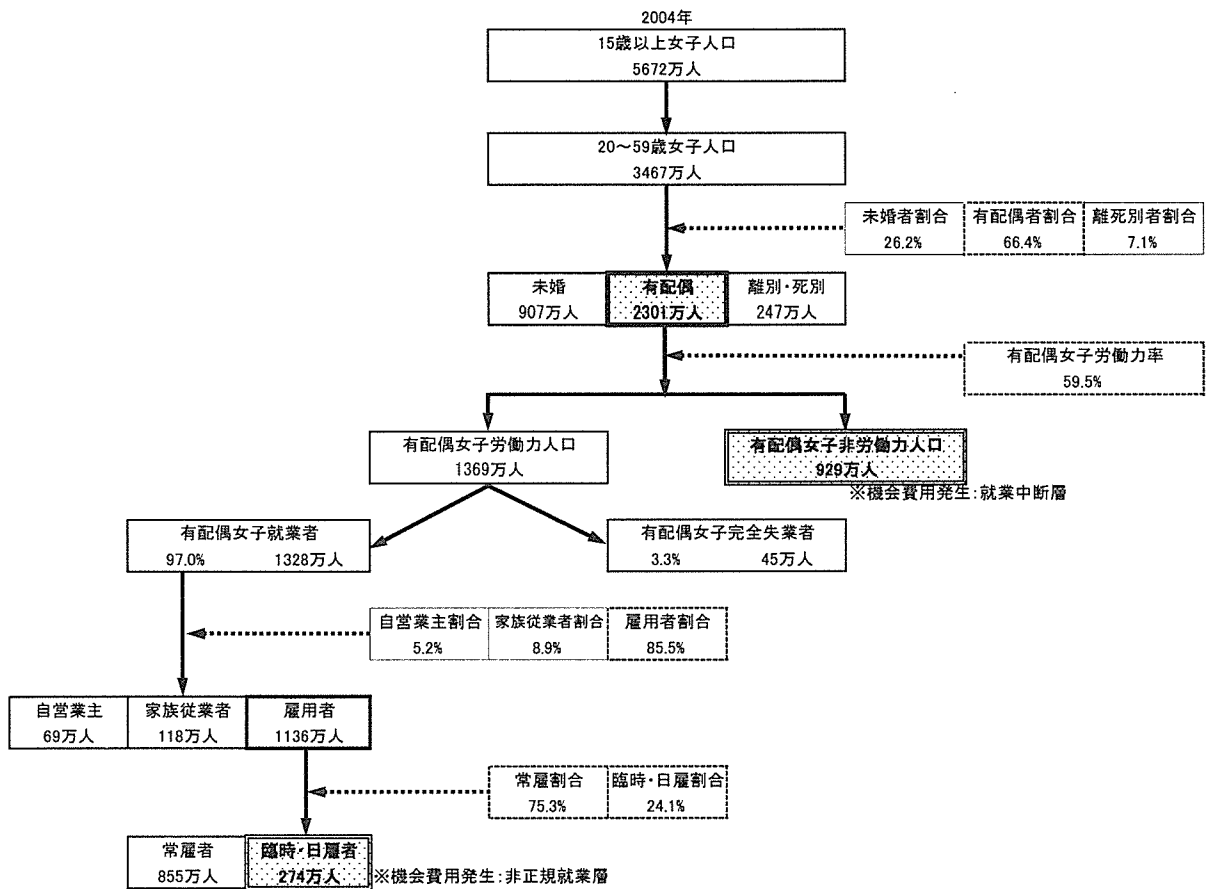 2004年
15歳以上女子人口
5672万人
20～59歳女子人口
3467万人
未婚者割合 有配偶者割合 離死別者割合
26.2% 66.4% 7.1%
未婚 有配偶 離別・死別
907万人 2301万人 247万人
有配偶女子労働力率
59.5%
有配偶女子労働力人口 有配偶女子非労働力人口
1369万人 929万人
※機会費用発生:就業中断層
有配偶女子就業者 有配偶女子完全失業者
97.0% 1328万人 3.3% 45万人
自営業主割合 家族従業者割合 雇用者割合
5.2% 8.9% 85.5%
自営業主 家族従業者 雇用者
69万人 118万人 1136万人
常雇割合 臨時・日雇割合
75.3% 24.1%
常雇者 臨時・日雇者
855万人 274万人 ※機会費用発生:非正規就業層